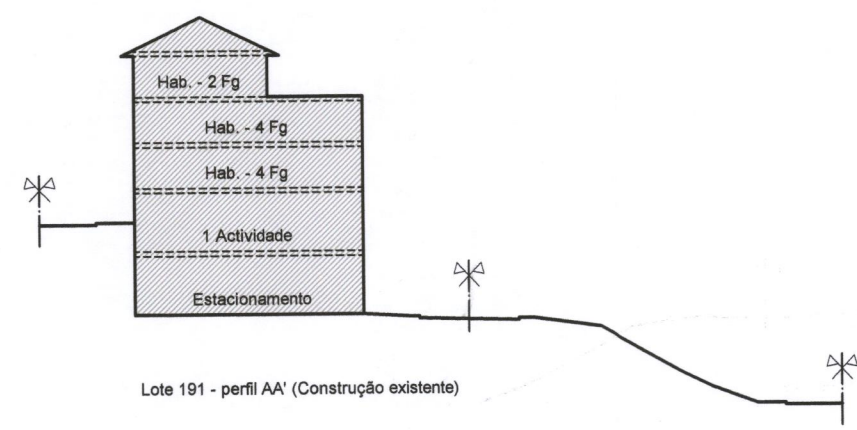 Hab. - 2 Fg
Hab. - 4 Fg
Hab. - 4 Fg
1 Actividade
Estacionamento
Lote 191 - perfil AA' (Construção existente)